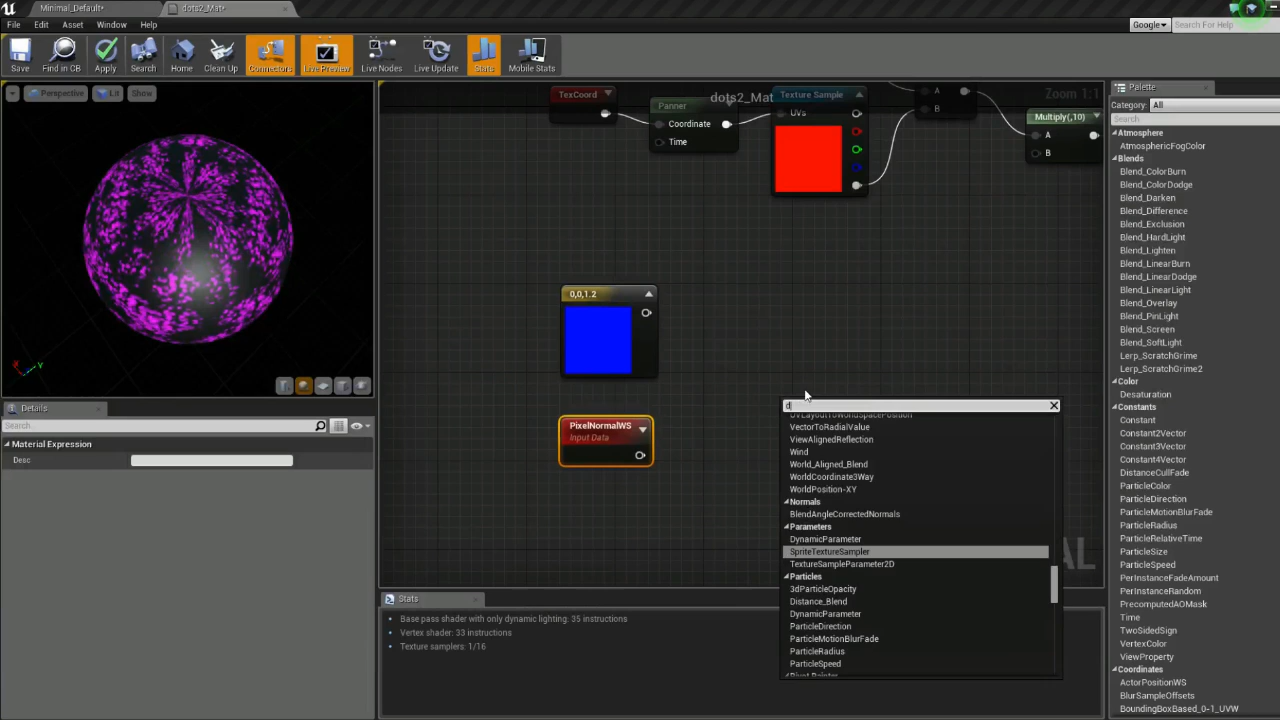 Minimal_Default*
dots2_Mat*
File Edit Asset Window Help
Google
Search For Help
Save
Find in CB
Apply
Search
Home
Clean Up
Connectors
Live Preview
Live Nodes
Live Update
Stats
Mobile Stats
Perspective
Lit
Show
dots2_Mat
Zoom 1:1
TexCoord
Panner
Coordinate
Time
Texture Sample
UVs
A
B
Multiply(,10)
A
B
0,0,1.2
PixelNormalWS
Input Data
d
VectorToRadialValue
ViewAlignedReflection
Wind
World_Aligned_Blend
WorldCoordinate3Way
WorldPosition-XY
Normals
BlendAngleCorrectedNormals
Parameters
DynamicParameter
SpriteTextureSampler
TextureSampleParameter2D
Particles
3dParticleOpacity
Distance_Blend
DynamicParameter
ParticleDirection
ParticleMotionBlurFade
ParticleRadius
ParticleSpeed
Details
Search...
Material Expression
Desc
Stats
Base pass shader with only dynamic lighting: 35 instructions
Vertex shader: 33 instructions
Texture samplers: 1/16
Palette
Category: All
Search
Atmosphere
AtmosphericFogColor
Blends
Blend_ColorBurn
Blend_ColorDodge
Blend_Darken
Blend_Difference
Blend_Exclusion
Blend_HardLight
Blend_Lighten
Blend_LinearBurn
Blend_LinearDodge
Blend_LinearLight
Blend_Overlay
Blend_PinLight
Blend_Screen
Blend_SoftLight
Lerp_ScratchGrime
Lerp_ScratchGrime2
Color
Desaturation
Constants
Constant
Constant2Vector
Constant3Vector
Constant4Vector
DistanceCullFade
ParticleColor
ParticleDirection
ParticleMotionBlurFade
ParticleRadius
ParticleRelativeTime
ParticleSize
ParticleSpeed
PerInstanceFadeAmount
PerInstanceRandom
PrecomputedAOMask
Time
TwoSidedSign
VertexColor
ViewProperty
Coordinates
ActorPositionWS
BlurSampleOffsets
BoundingBoxBased_0-1_UVW